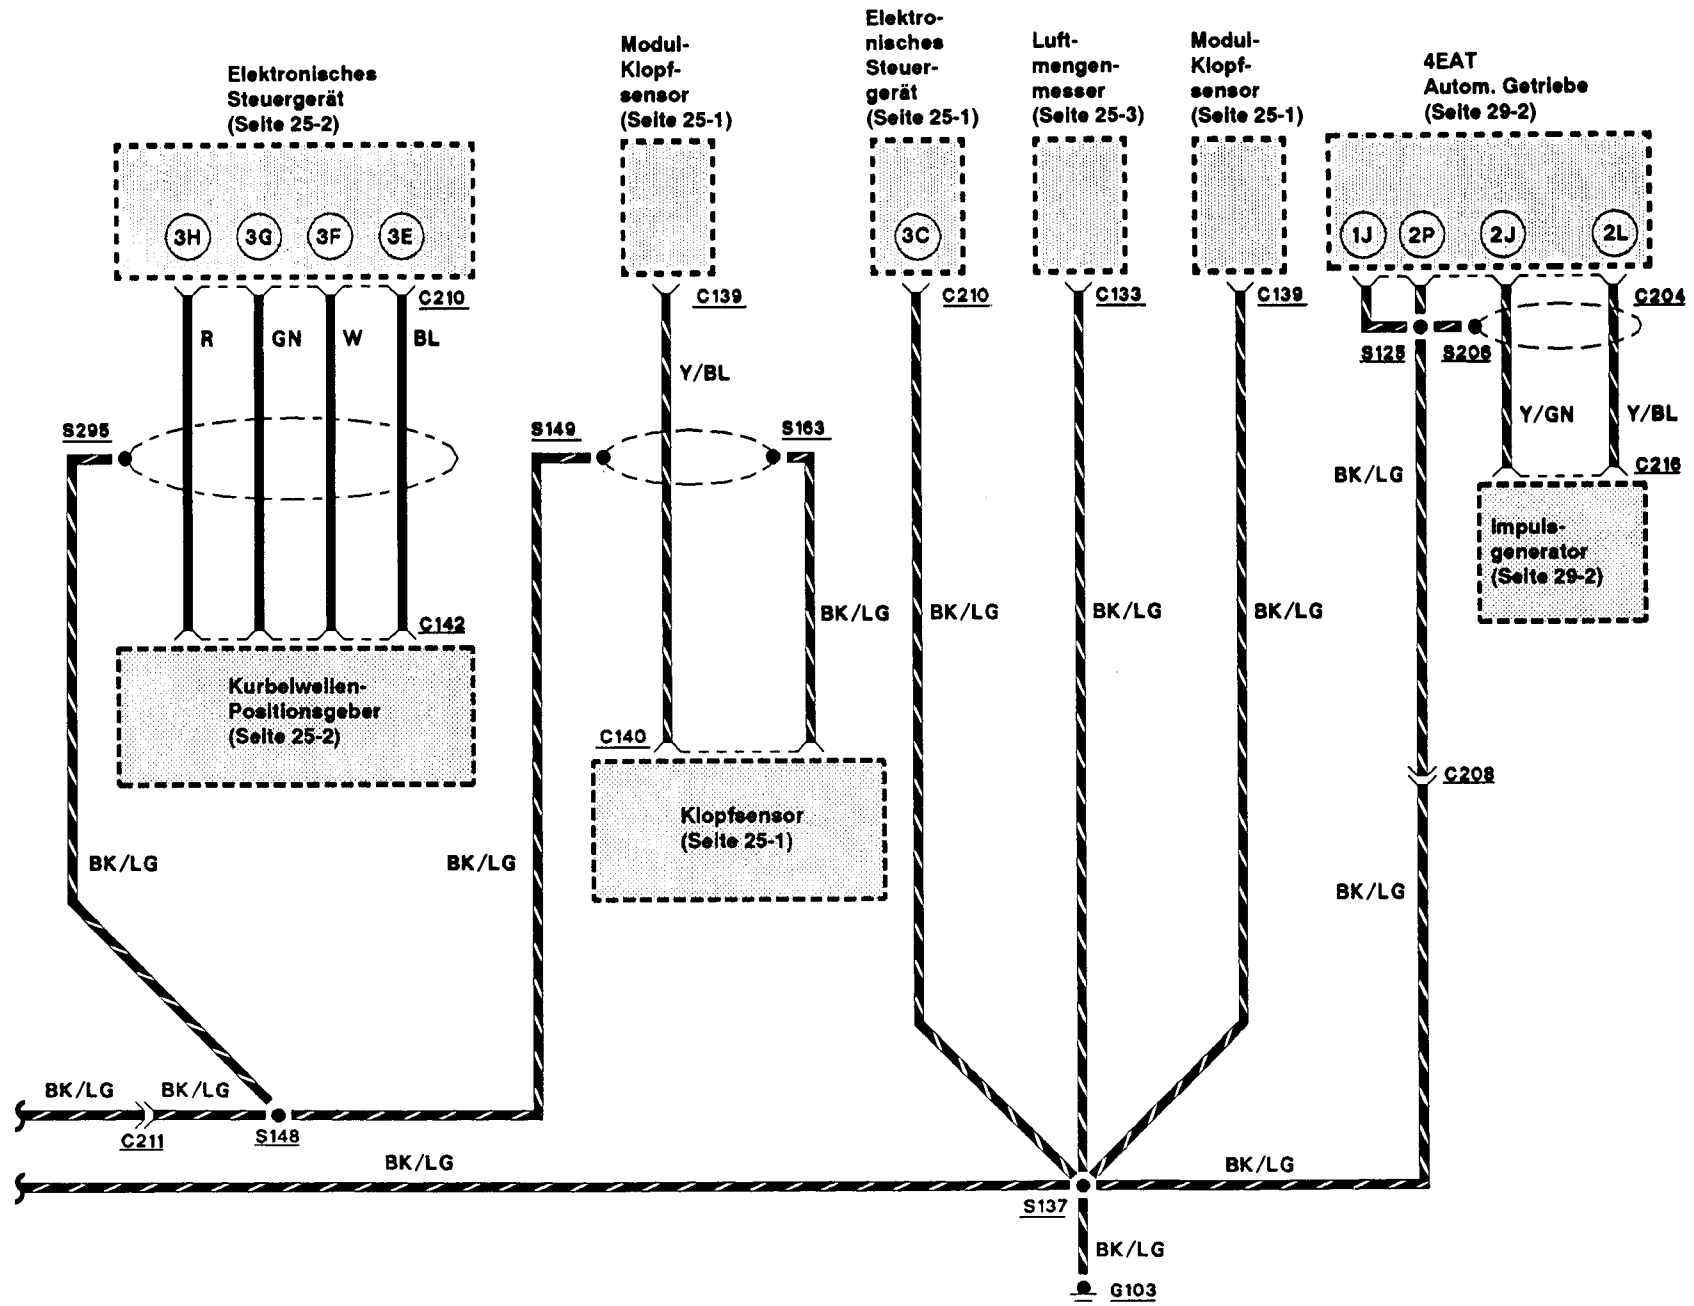 Elektronisches
Steuergerät
(Seite 25-2)
Modul-
Klopf-
sensor
(Seite 25-1)
Elektro-
nisches
Steuer-
gerät
(Seite 25-1)
Luft-
mengen-
messer
(Seite 25-3)
Modul-
Klopf-
sensor
(Seite 25-1)
4EAT
Autom. Getriebe
(Seite 29-2)
3H 3G 3F 3E
3C
1J 2P 2J 2L
C210
C139
C210
C133
C139
C204
R GN W BL
S125 S206
Y/BL
Y/GN Y/BL
S295
S149
S163
BK/LG
C216
Impuls-
generator
(Seite 29-2)
BK/LG
BK/LG
BK/LG
BK/LG
C142
Kurbelwellen-
Positionsgeber
(Seite 25-2)
C140
C208
Klopfsensor
(Seite 25-1)
BK/LG
BK/LG
BK/LG
BK/LG BK/LG
C211
S148
BK/LG
BK/LG
S137
BK/LG
G103